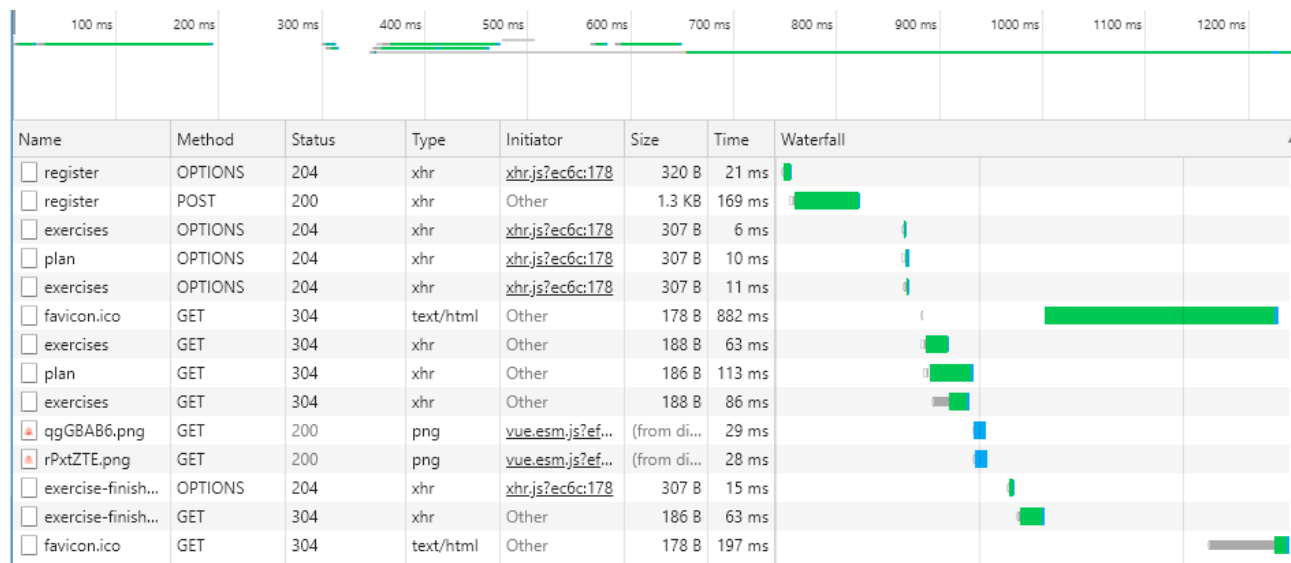 100 ms 200 ms 300 ms 400 ms 500 ms 600 ms 700 ms 800 ms 900 ms 1000 ms 1100 ms 1200 ms
Name Method Status Type Initiator Size Time Waterfall
register OPTIONS 204 xhr xhr.js?ec6c:178 320 B 21 ms
register POST 200 xhr Other 1.3 KB 169 ms
exercises OPTIONS 204 xhr xhr.js?ec6c:178 307 B 6 ms
plan OPTIONS 204 xhr xhr.js?ec6c:178 307 B 10 ms
exercises OPTIONS 204 xhr xhr.js?ec6c:178 307 B 11 ms
favicon.ico GET 304 text/html Other 178 B 882 ms
exercises GET 304 xhr Other 188 B 63 ms
plan GET 304 xhr Other 186 B 113 ms
exercises GET 304 xhr Other 188 B 86 ms
qgGBAB6.png GET 200 png vue.esm.js?ef... (from di... 29 ms
rPxtZTE.png GET 200 png vue.esm.js?ef... (from di... 28 ms
exercise-finish... OPTIONS 204 xhr xhr.js?ec6c:178 307 B 15 ms
exercise-finish... GET 304 xhr Other 186 B 63 ms
favicon.ico GET 304 text/html Other 178 B 197 ms